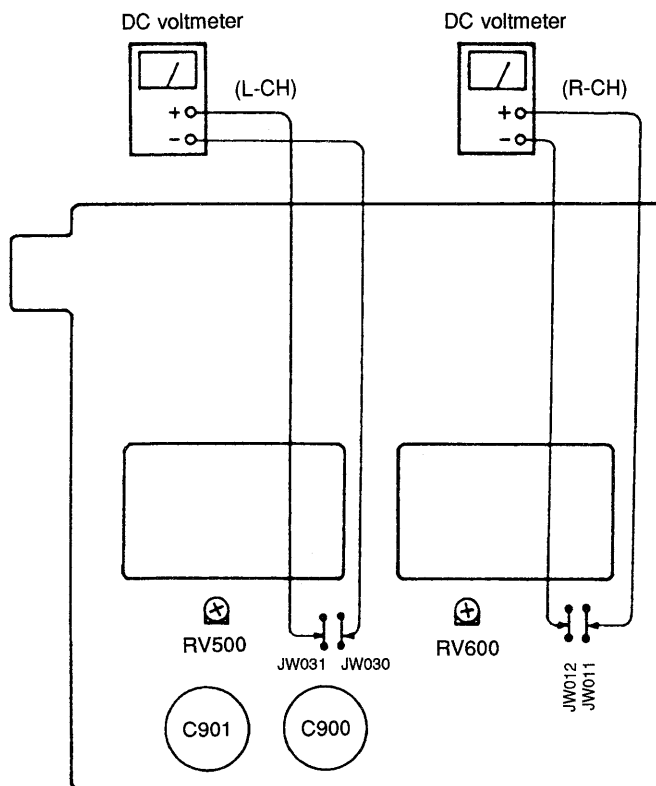 DC voltmeter
DC voltmeter
(L-CH)
(R-CH)
+
−
+
−
RV500
JW031
JW030
RV600
JW012
JW011
C901
C900